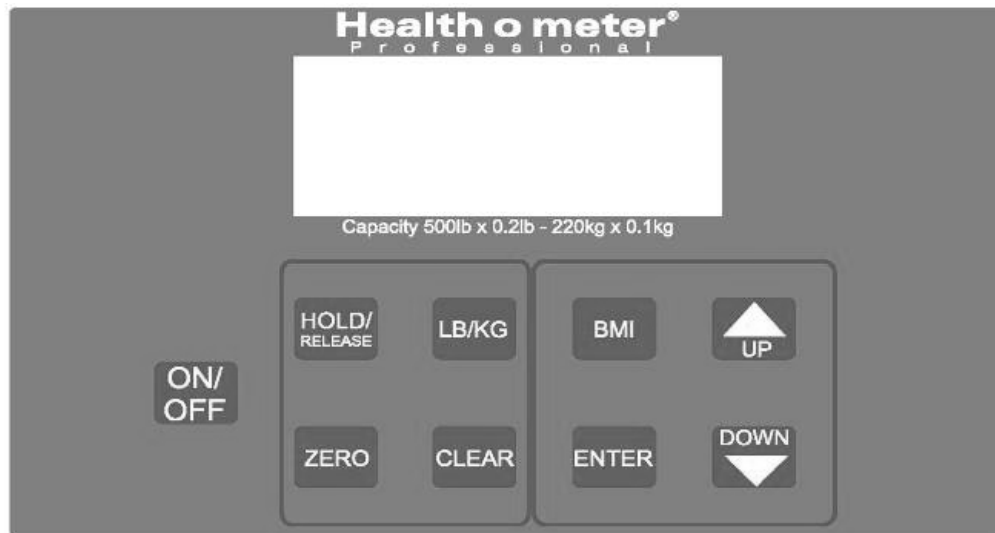 Health o meter®
Professional
Capacity 500lb x 0.2lb - 220kg x 0.1kg
HOLD/
RELEASE
LB/KG
BMI
UP
ON/
OFF
ZERO
CLEAR
ENTER
DOWN